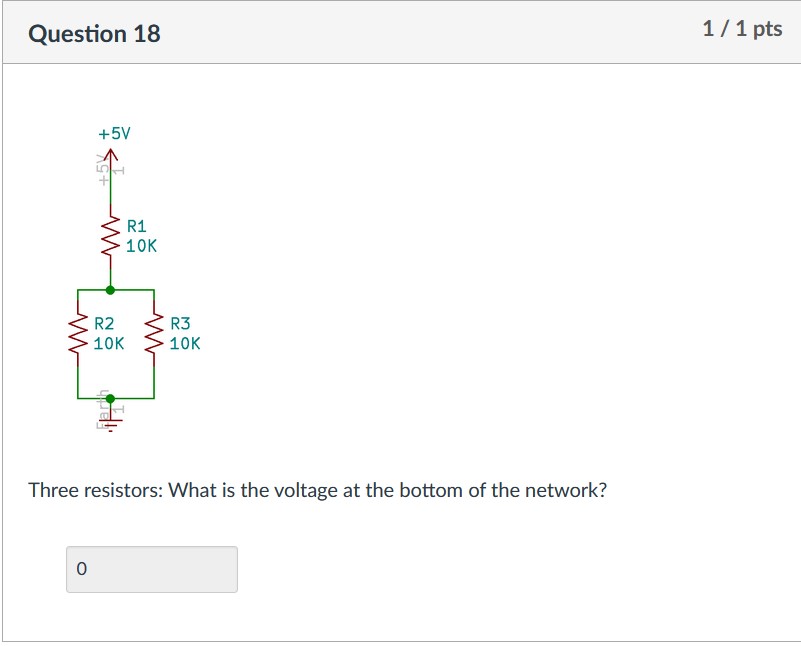 Question 18
1 / 1 pts
+5V
+5V
1
R1
10K
R2
10K
R3
10K
Earth
1
Three resistors: What is the voltage at the bottom of the network?
0